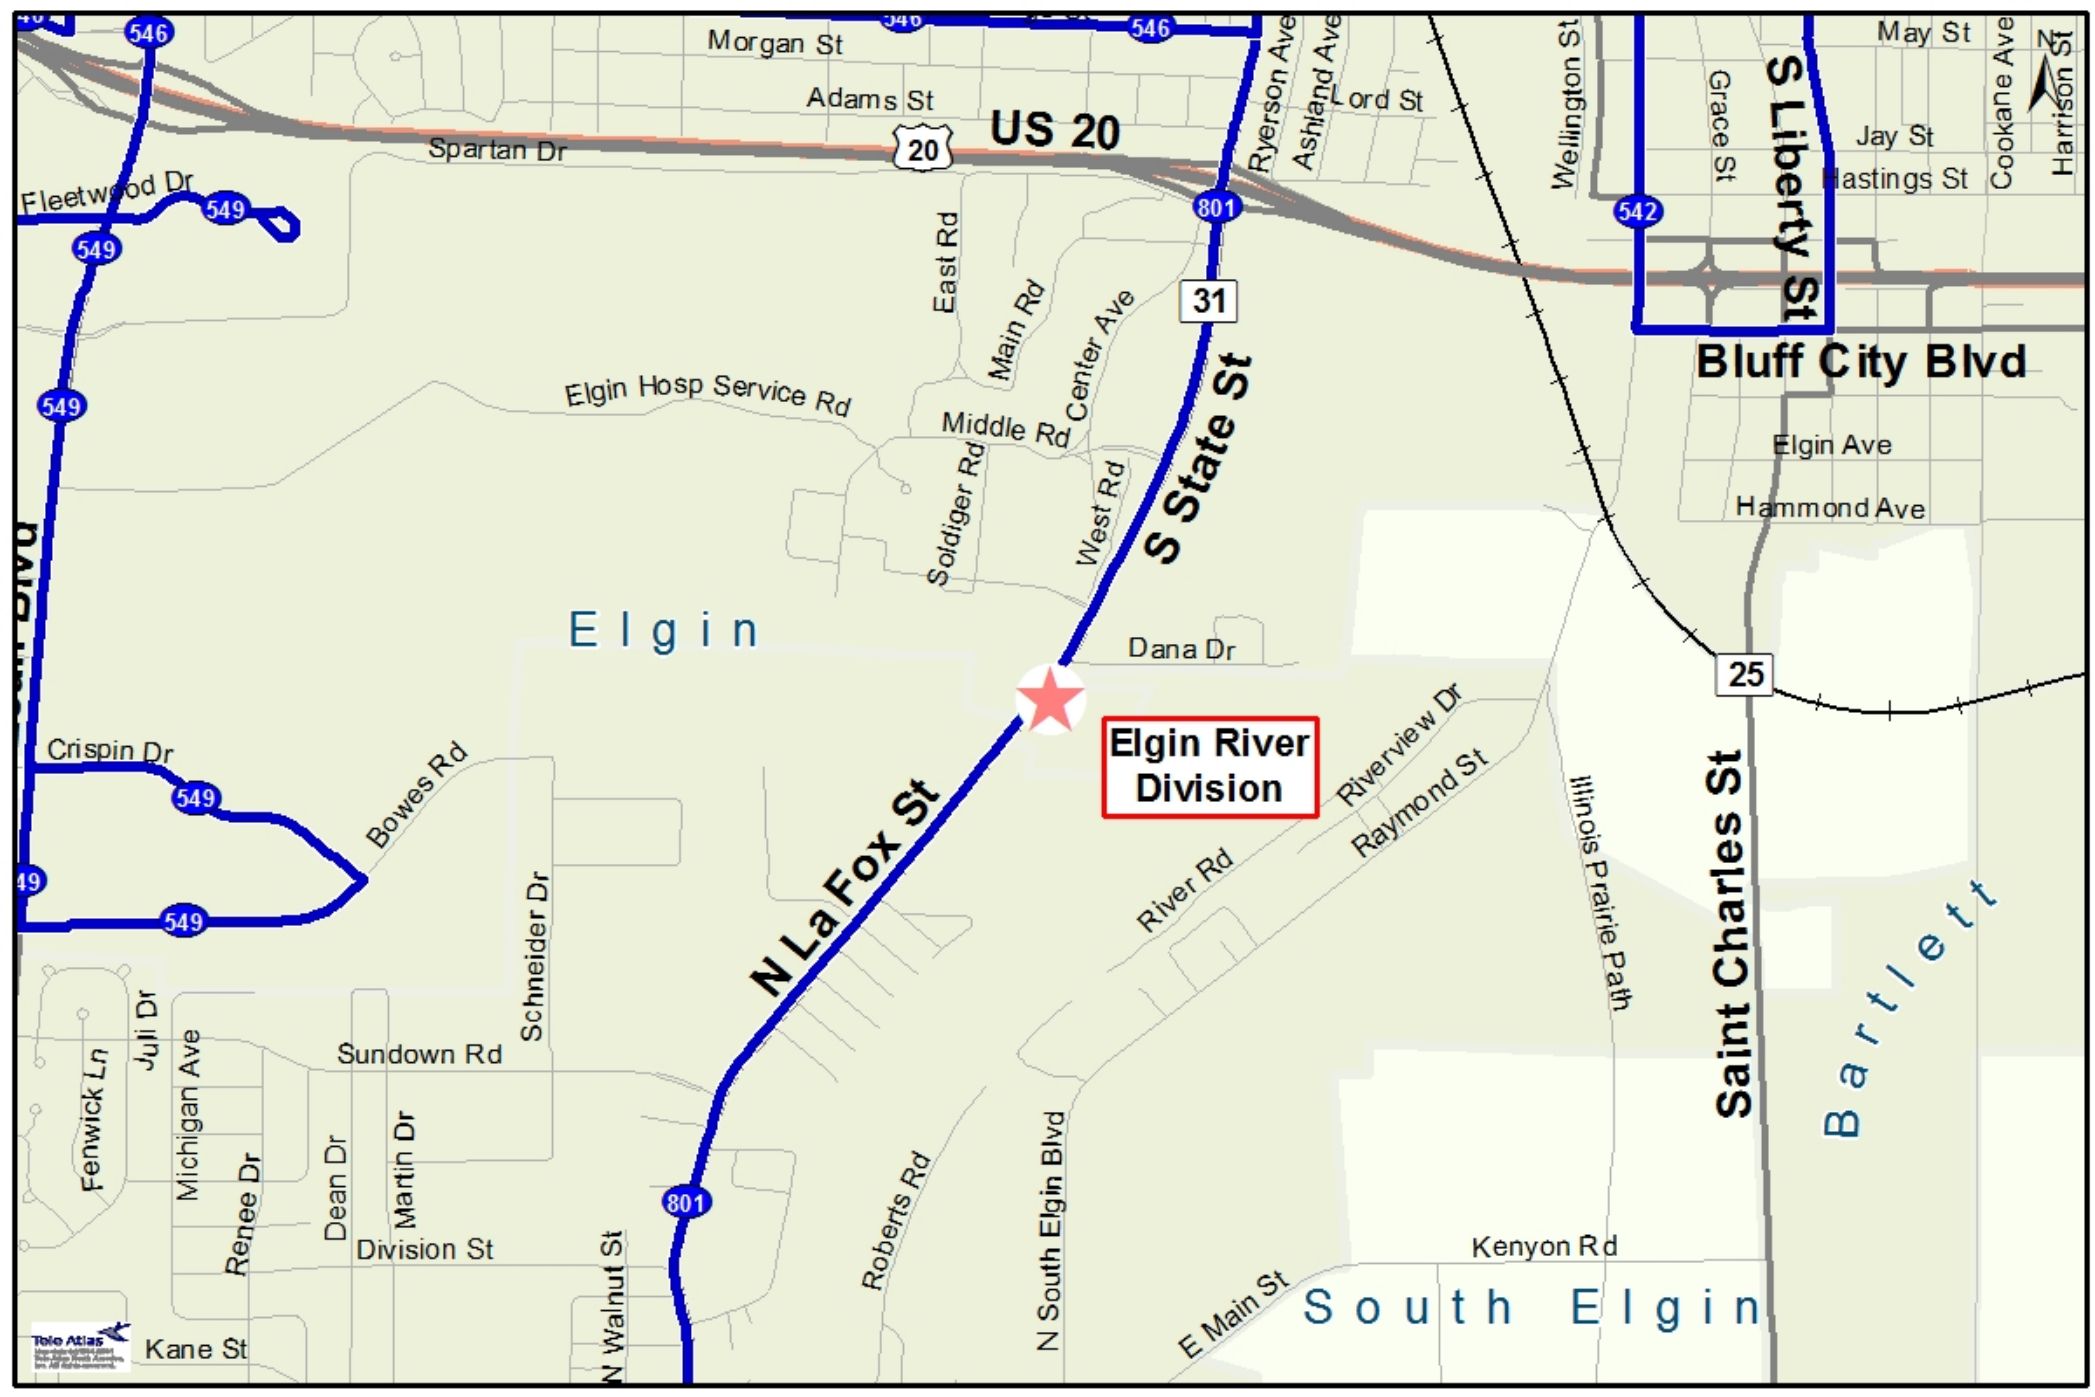 546
546
546
Morgan St
Adams St
Ryerson Ave
Ashland Ave
Lord St
Wellington St
Grace St
S Liberty St
May St
Cookane Ave
N
Harrison St
Jay St
Hastings St
US 20
20
Spartan Dr
Fleetwood Dr
549
549
801
542
31
East Rd
Main Rd
Center Ave
S State St
Bluff City Blvd
549
Elgin Hosp Service Rd
Middle Rd
Soldiger Rd
West Rd
Elgin Ave
Hammond Ave
Elgin
Dana Dr
25
Elgin River
Division
Riverview Dr
Raymond St
River Rd
Illinois Prairie Path
Saint Charles St
Bartlett
Crispin Dr
549
Bowes Rd
49
549
N La Fox St
Schneider Dr
Juli Dr
Fenwick Ln
Michigan Ave
Sundown Rd
Renee Dr
Dean Dr
Martin Dr
801
Division St
N Walnut St
Roberts Rd
N South Elgin Blvd
E Main St
Kenyon Rd
South Elgin
Tele Atlas
Kane St